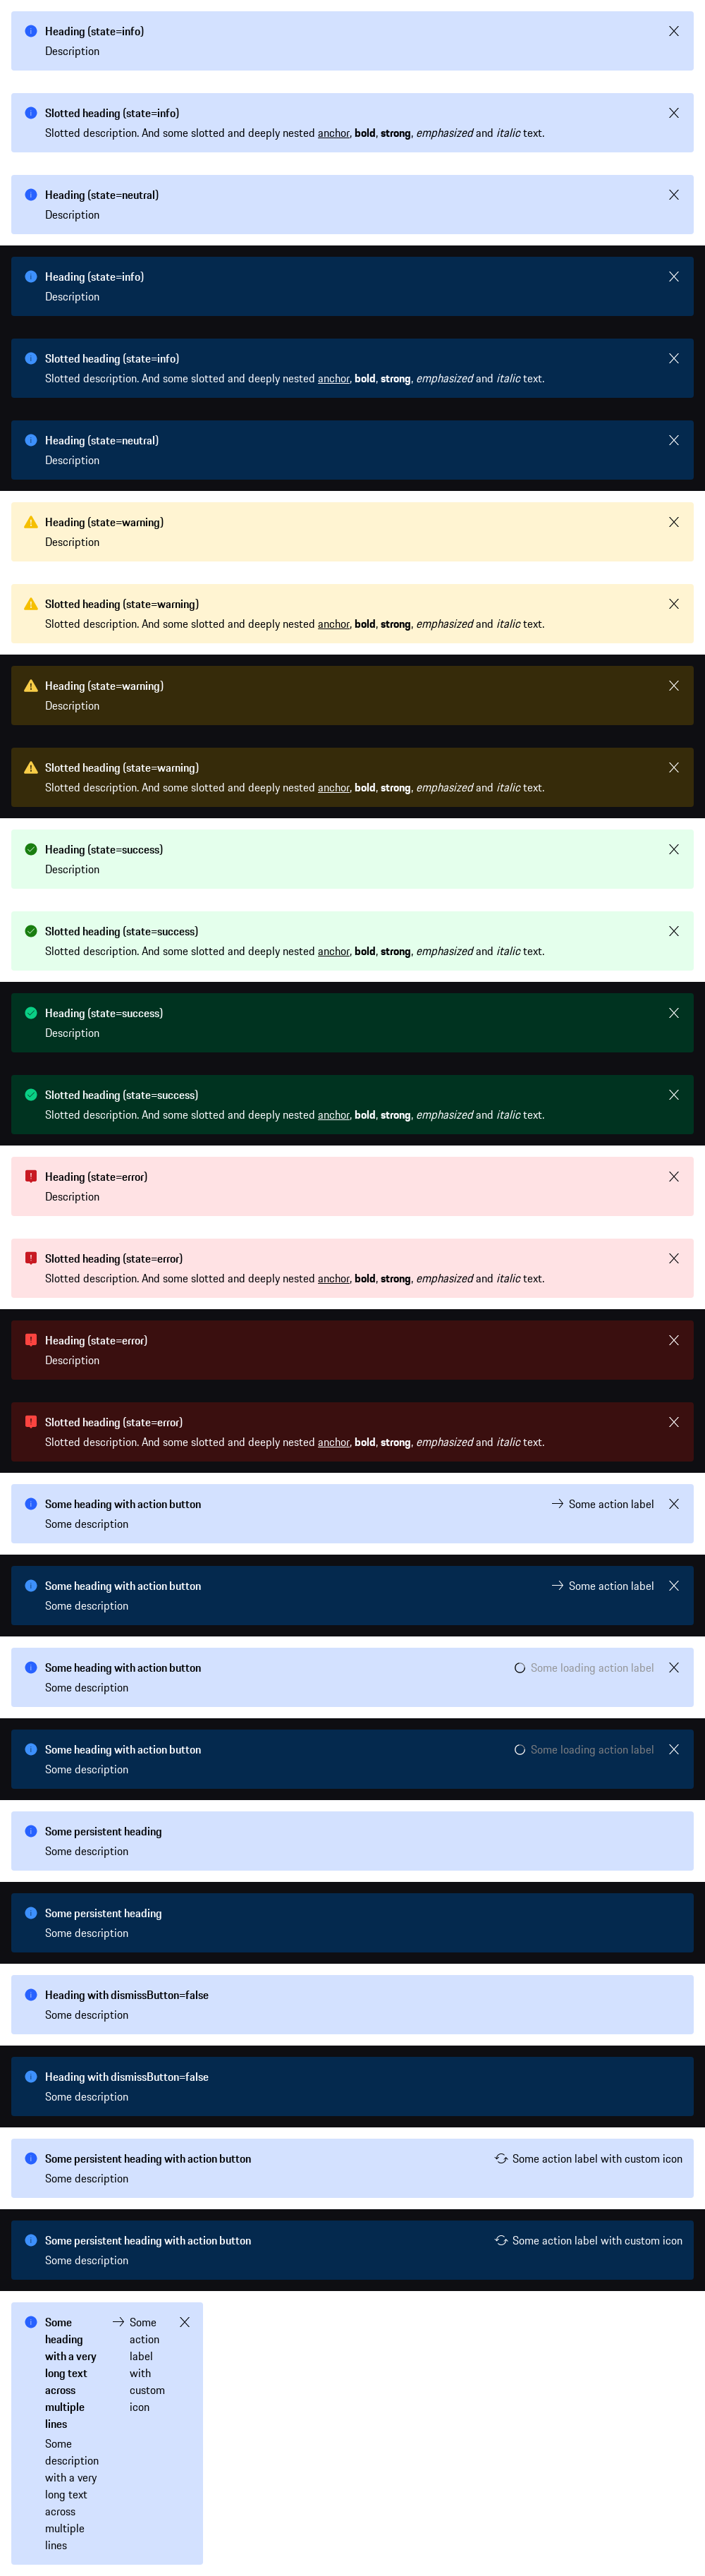 Heading (state=info)
Description
Slotted heading (state=info)
Slotted description. And some slotted and deeply nested anchor, bold, strong, emphasized and italic text.
Heading (state=neutral)
Description
Heading (state=info)
Description
Slotted heading (state=info)
Slotted description. And some slotted and deeply nested anchor, bold, strong, emphasized and italic text.
Heading (state=neutral)
Description
Heading (state=warning)
Description
Slotted heading (state=warning)
Slotted description. And some slotted and deeply nested anchor, bold, strong, emphasized and italic text.
Heading (state=warning)
Description
Slotted heading (state=warning)
Slotted description. And some slotted and deeply nested anchor, bold, strong, emphasized and italic text.
Heading (state=success)
Description
Slotted heading (state=success)
Slotted description. And some slotted and deeply nested anchor, bold, strong, emphasized and italic text.
Heading (state=success)
Description
Slotted heading (state=success)
Slotted description. And some slotted and deeply nested anchor, bold, strong, emphasized and italic text.
Heading (state=error)
Description
Slotted heading (state=error)
Slotted description. And some slotted and deeply nested anchor, bold, strong, emphasized and italic text.
Heading (state=error)
Description
Slotted heading (state=error)
Slotted description. And some slotted and deeply nested anchor, bold, strong, emphasized and italic text.
Some heading with action button
Some action label
Some description
Some heading with action button
Some action label
Some description
Some heading with action button
Some loading action label
Some description
Some heading with action button
Some loading action label
Some description
Some persistent heading
Some description
Some persistent heading
Some description
Heading with dismissButton=false
Some description
Heading with dismissButton=false
Some description
Some persistent heading with action button
Some action label with custom icon
Some description
Some persistent heading with action button
Some action label with custom icon
Some description
Some
heading
with a very
long text
across
multiple
lines
Some
description
with a very
long text
across
multiple
lines
Some
action
label
with
custom
icon